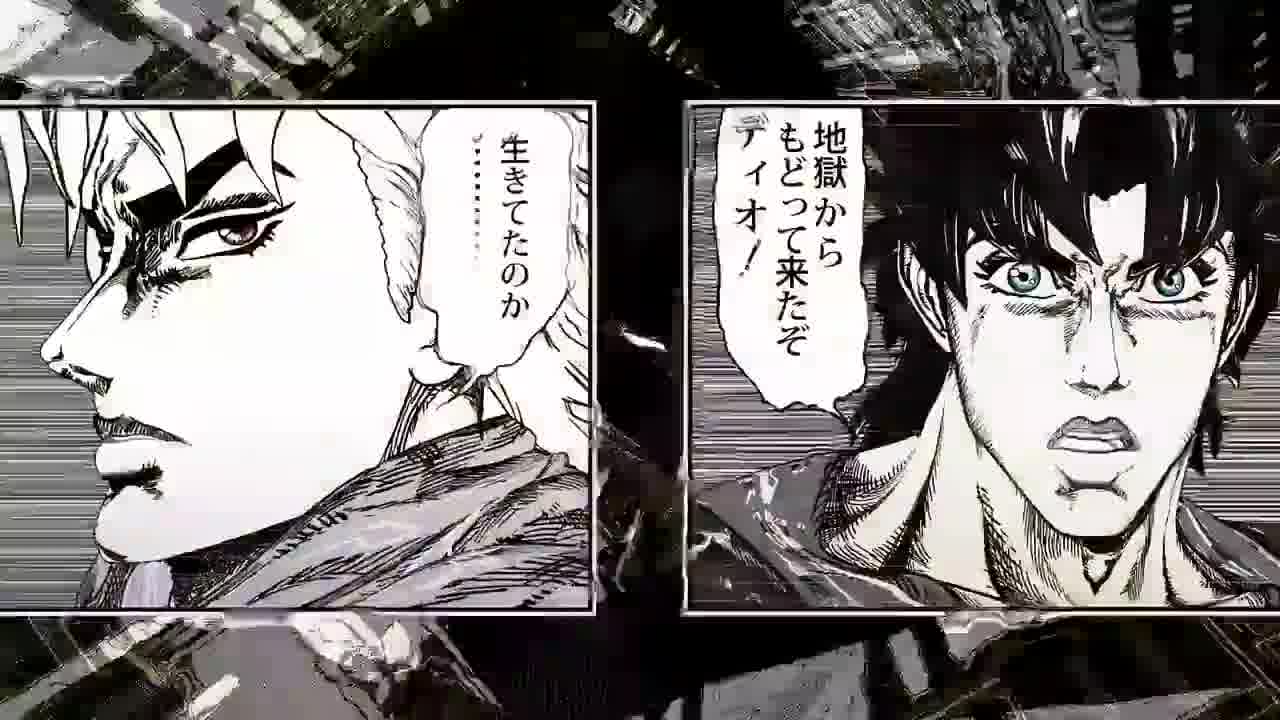 地獄から
もどって来たぞ
ディオ!
生きてたのか
………